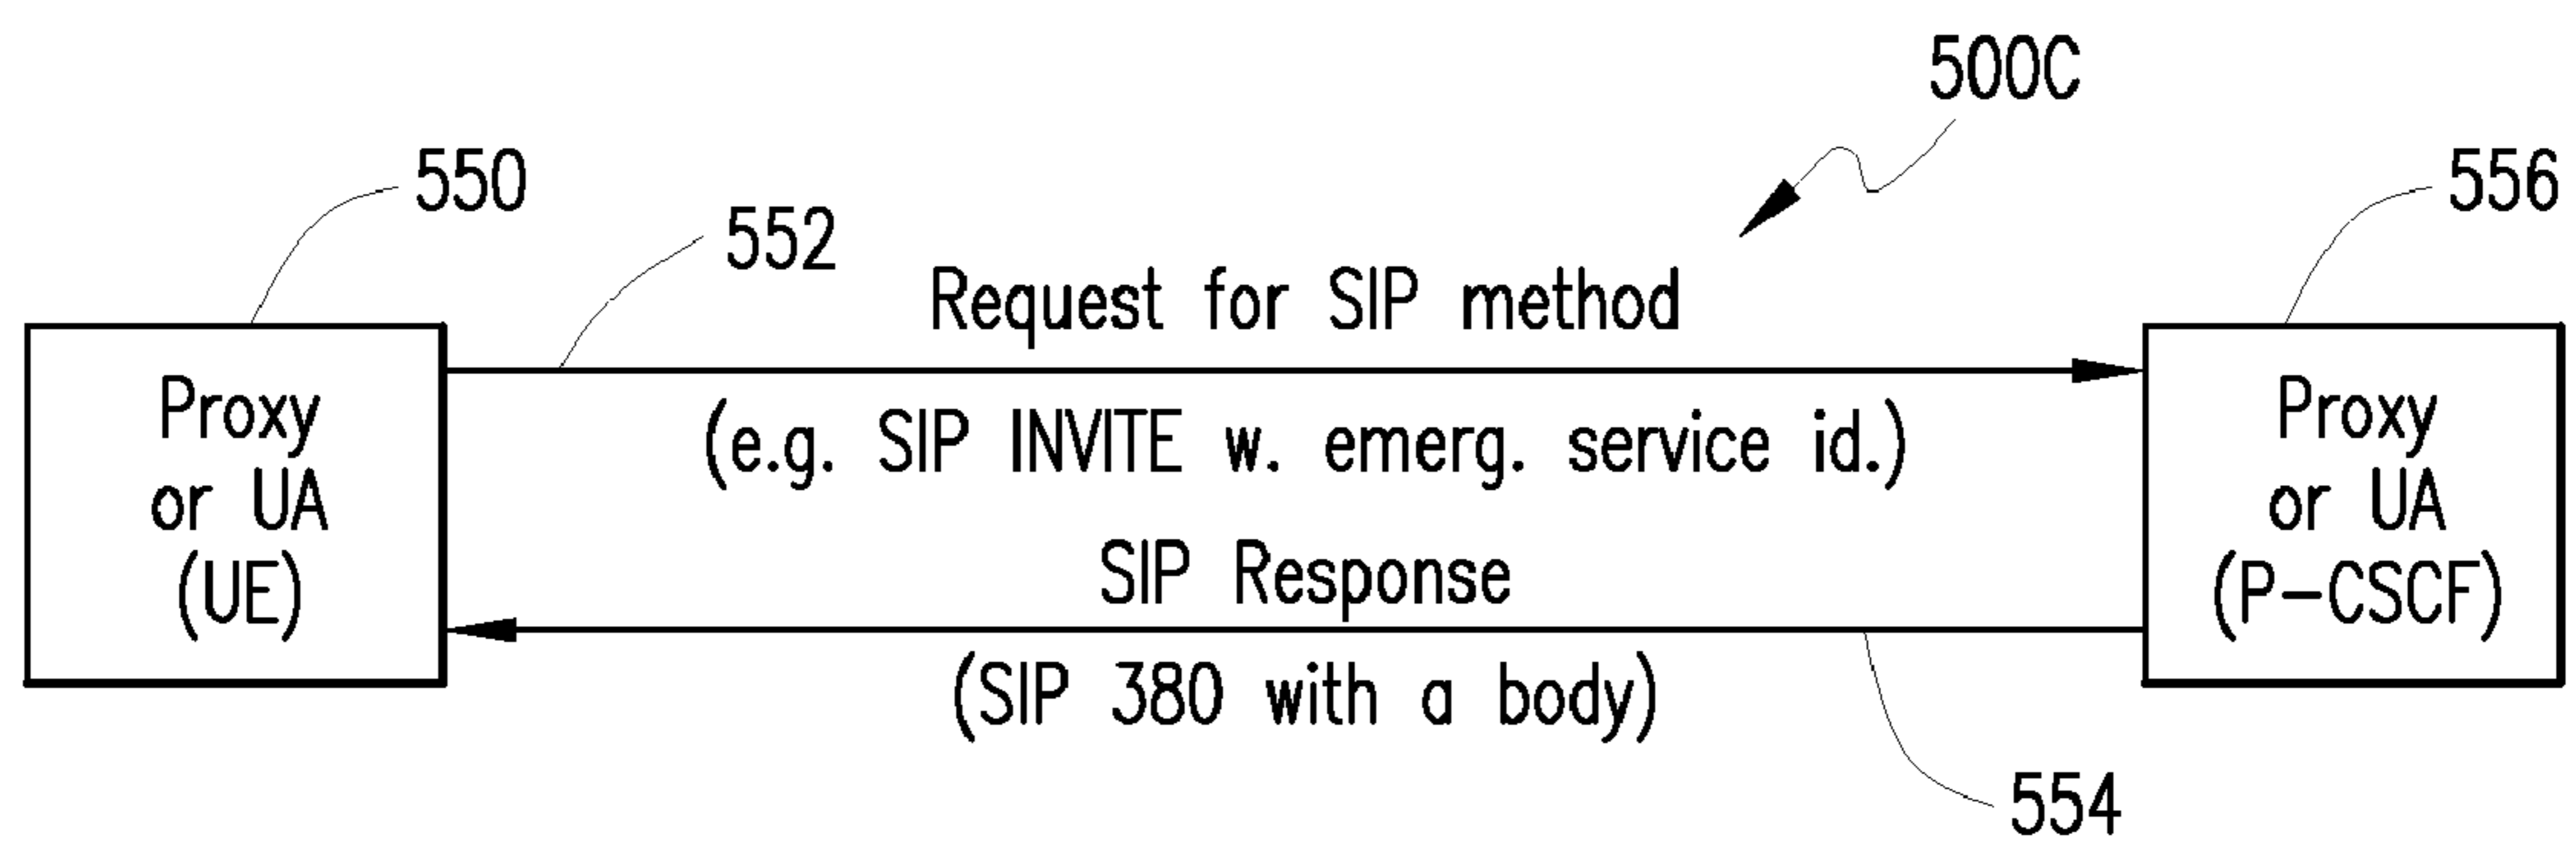 500C
550
556
552
Request for SIP method
Proxy
or UA
(UE)
(e.g. SIP INVITE w. emerg. service id.)
SIP Response
(SIP 380 with a body)
Proxy
or UA
(P-CSCF)
554